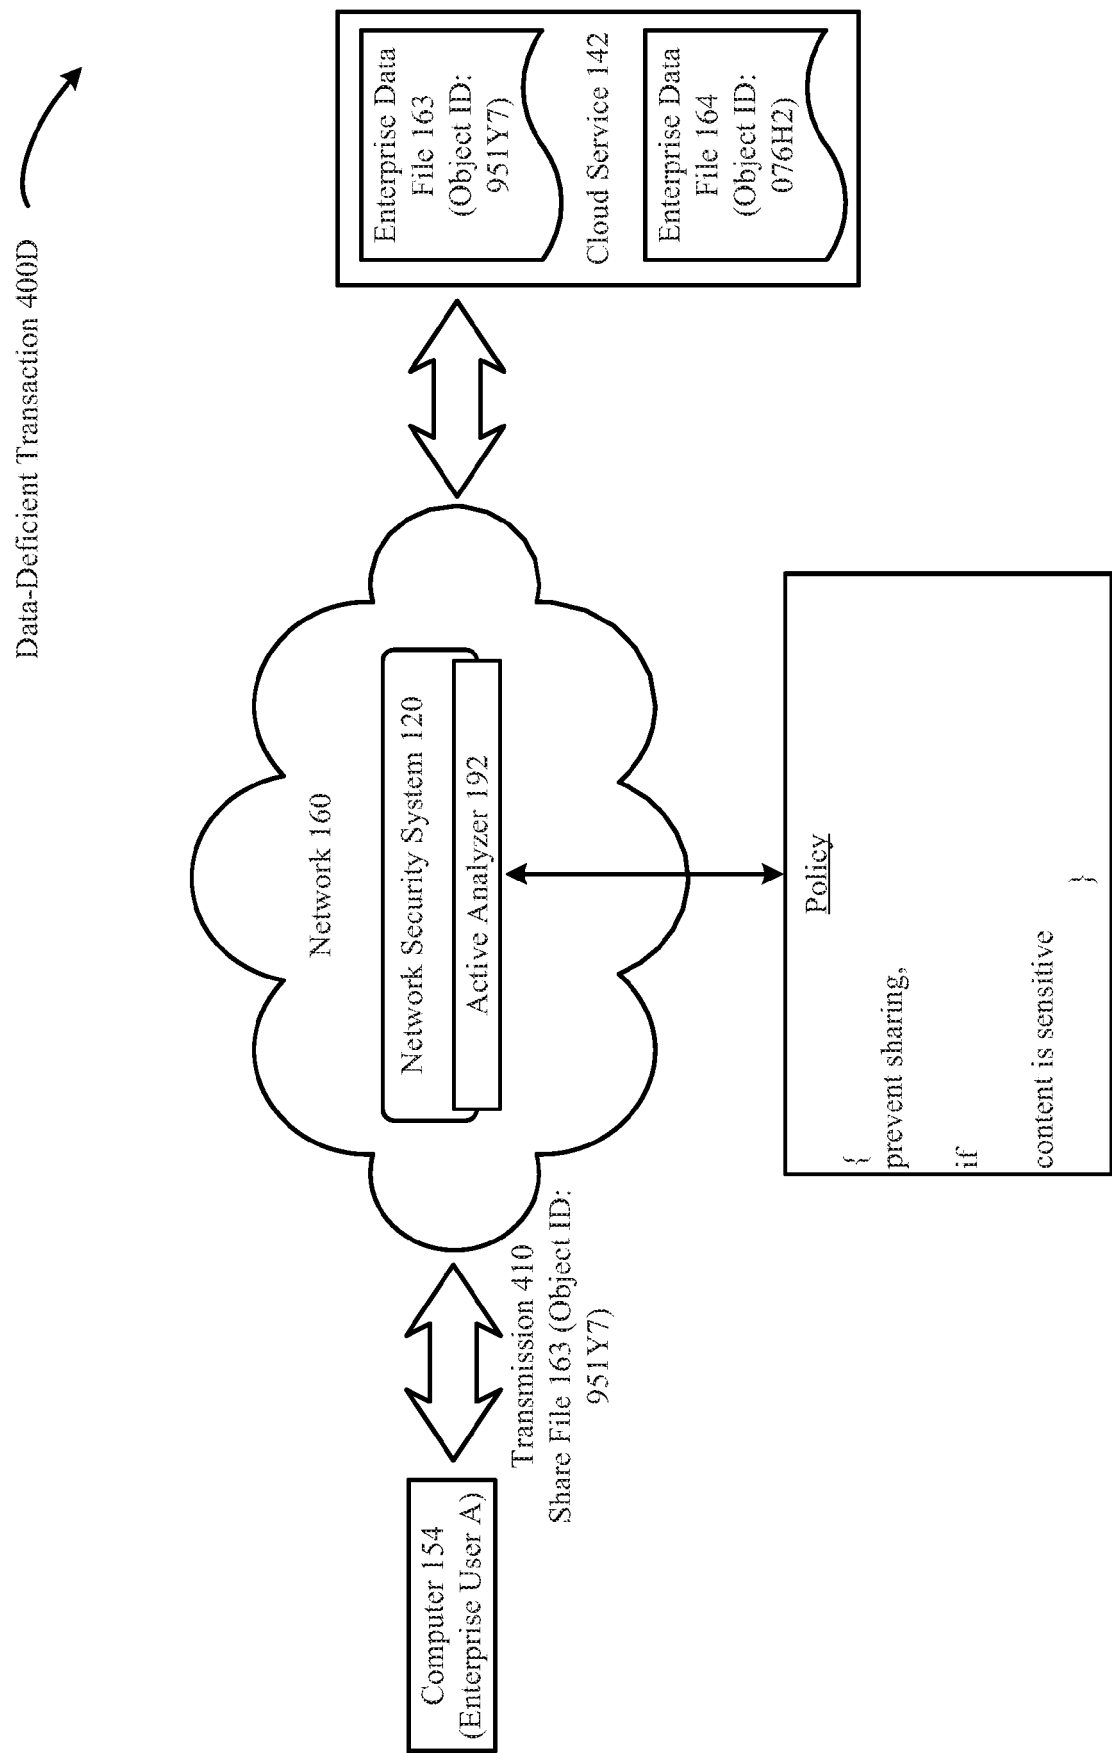 Data-Deficient Transaction 400D
Computer 154
(Enterprise User A)
Transmission 410
Share File 163 (Object ID:
951Y7)
Network 160
Network Security System 120
Active Analyzer 192
Enterprise Data
File 163
(Object ID:
951Y7)
Cloud Service 142
Enterprise Data
File 164
(Object ID:
076H2)
Policy
{
prevent sharing,
if
content is sensitive
}